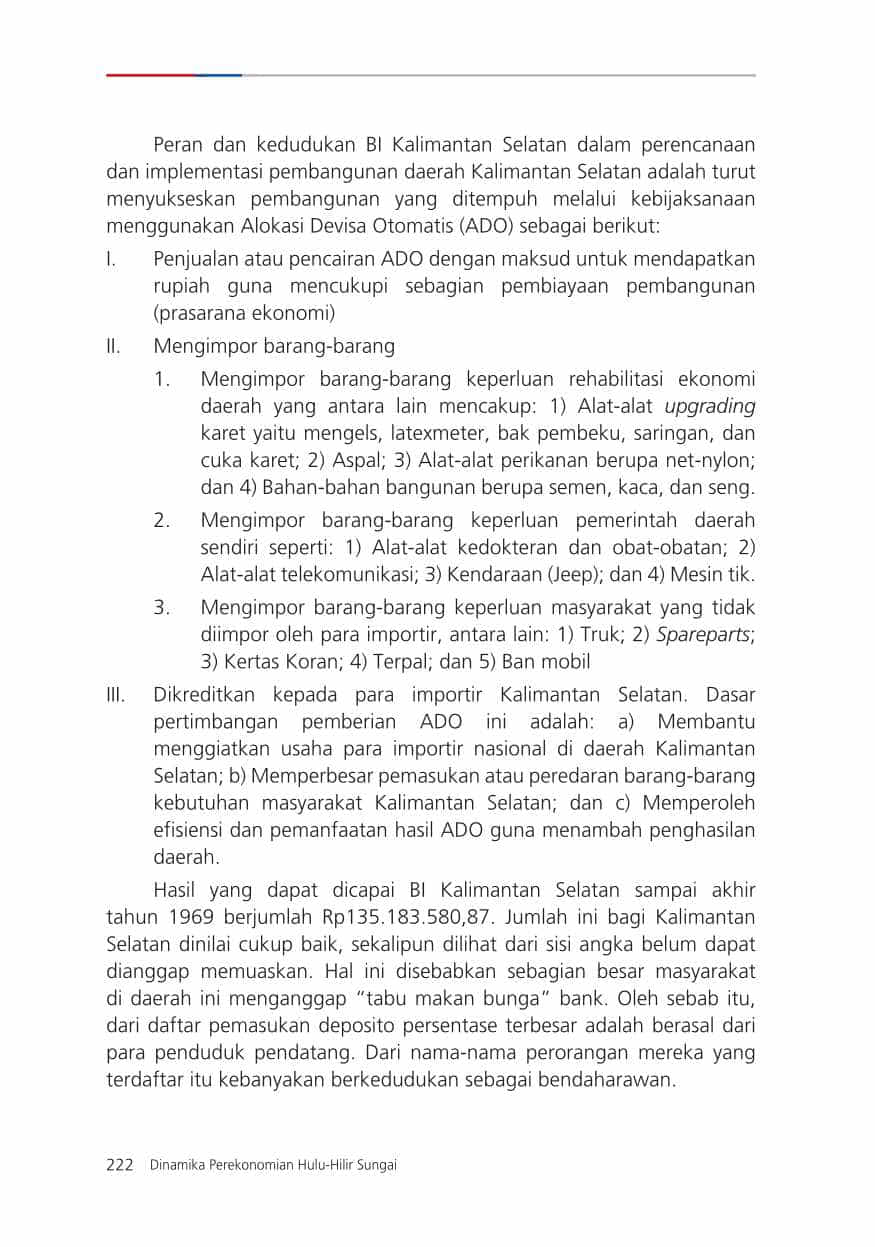 Peran dan kedudukan BI Kalimantan Selatan dalam perencanaan
dan implementasi pembangunan daerah Kalimantan Selatan adalah turut
menyukseskan pembangunan yang ditempuh melalui kebijaksanaan
menggunakan Alokasi Devisa Otomatis (ADO) sebagai berikut:
I. Penjualan atau pencairan ADO dengan maksud untuk mendapatkan
rupiah guna mencukupi sebagian pembiayaan pembangunan
(prasarana ekonomi)
II. Mengimpor barang-barang
1. Mengimpor barang-barang keperluan rehabilitasi ekonomi
daerah yang antara lain mencakup: 1) Alat-alat upgrading
karet yaitu mengels, latexmeter, bak pembeku, saringan, dan
cuka karet; 2) Aspal; 3) Alat-alat perikanan berupa net-nylon;
dan 4) Bahan-bahan bangunan berupa semen, kaca, dan seng.
2. Mengimpor barang-barang keperluan pemerintah daerah
sendiri seperti: 1) Alat-alat kedokteran dan obat-obatan; 2)
Alat-alat telekomunikasi; 3) Kendaraan (Jeep); dan 4) Mesin tik.
3. Mengimpor barang-barang keperluan masyarakat yang tidak
diimpor oleh para importir, antara lain: 1) Truk; 2) Spareparts;
3) Kertas Koran; 4) Terpal; dan 5) Ban mobil
III. Dikreditkan kepada para importir Kalimantan Selatan. Dasar
pertimbangan pemberian ADO ini adalah: a) Membantu
menggiatkan usaha para importir nasional di daerah Kalimantan
Selatan; b) Memperbesar pemasukan atau peredaran barang-barang
kebutuhan masyarakat Kalimantan Selatan; dan c) Memperoleh
efisiensi dan pemanfaatan hasil ADO guna menambah penghasilan
daerah.
Hasil yang dapat dicapai BI Kalimantan Selatan sampai akhir
tahun 1969 berjumlah Rp135.183.580,87. Jumlah ini bagi Kalimantan
Selatan dinilai cukup baik, sekalipun dilihat dari sisi angka belum dapat
dianggap memuaskan. Hal ini disebabkan sebagian besar masyarakat
di daerah ini menganggap “tabu makan bunga” bank. Oleh sebab itu,
dari daftar pemasukan deposito persentase terbesar adalah berasal dari
para penduduk pendatang. Dari nama-nama perorangan mereka yang
terdaftar itu kebanyakan berkedudukan sebagai bendaharawan.
222 Dinamika Perekonomian Hulu-Hilir Sungai